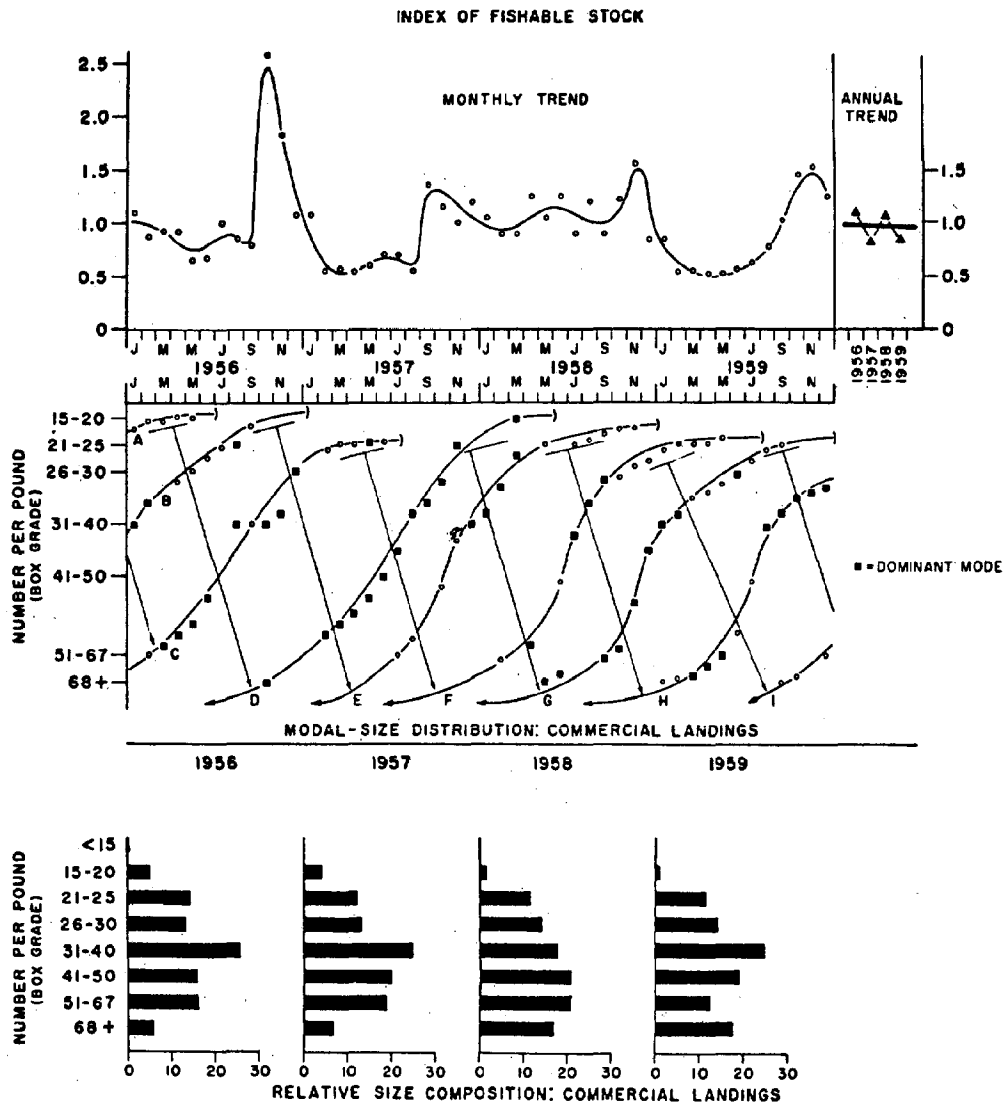 INDEX OF FISHABLE STOCK
2.5
2.0
1.5
1.0
0.5
0
MONTHLY TREND
ANNUAL TREND
1.5
1.0
0.5
0
J M M J S N J M M J S N J M M J S N J M M J S N
1956 1957 1958 1959
1956 1957 1958 1959
J M M J S N J M M J S N J M M J S N J M M J S N
NUMBER PER POUND
(BOX GRADE)
15-20
21-25
26-30
31-40
41-50
51-67
68+
A
B
C
D E F G H I
■ = DOMINANT MODE
MODAL-SIZE DISTRIBUTION: COMMERCIAL LANDINGS
1956 1957 1958 1959
NUMBER PER POUND
(BOX GRADE)
<15
15-20
21-25
26-30
31-40
41-50
51-67
68+
0 10 20 30 0 10 20 30 0 10 20 30 0 10 20 30
RELATIVE SIZE COMPOSITION: COMMERCIAL LANDINGS